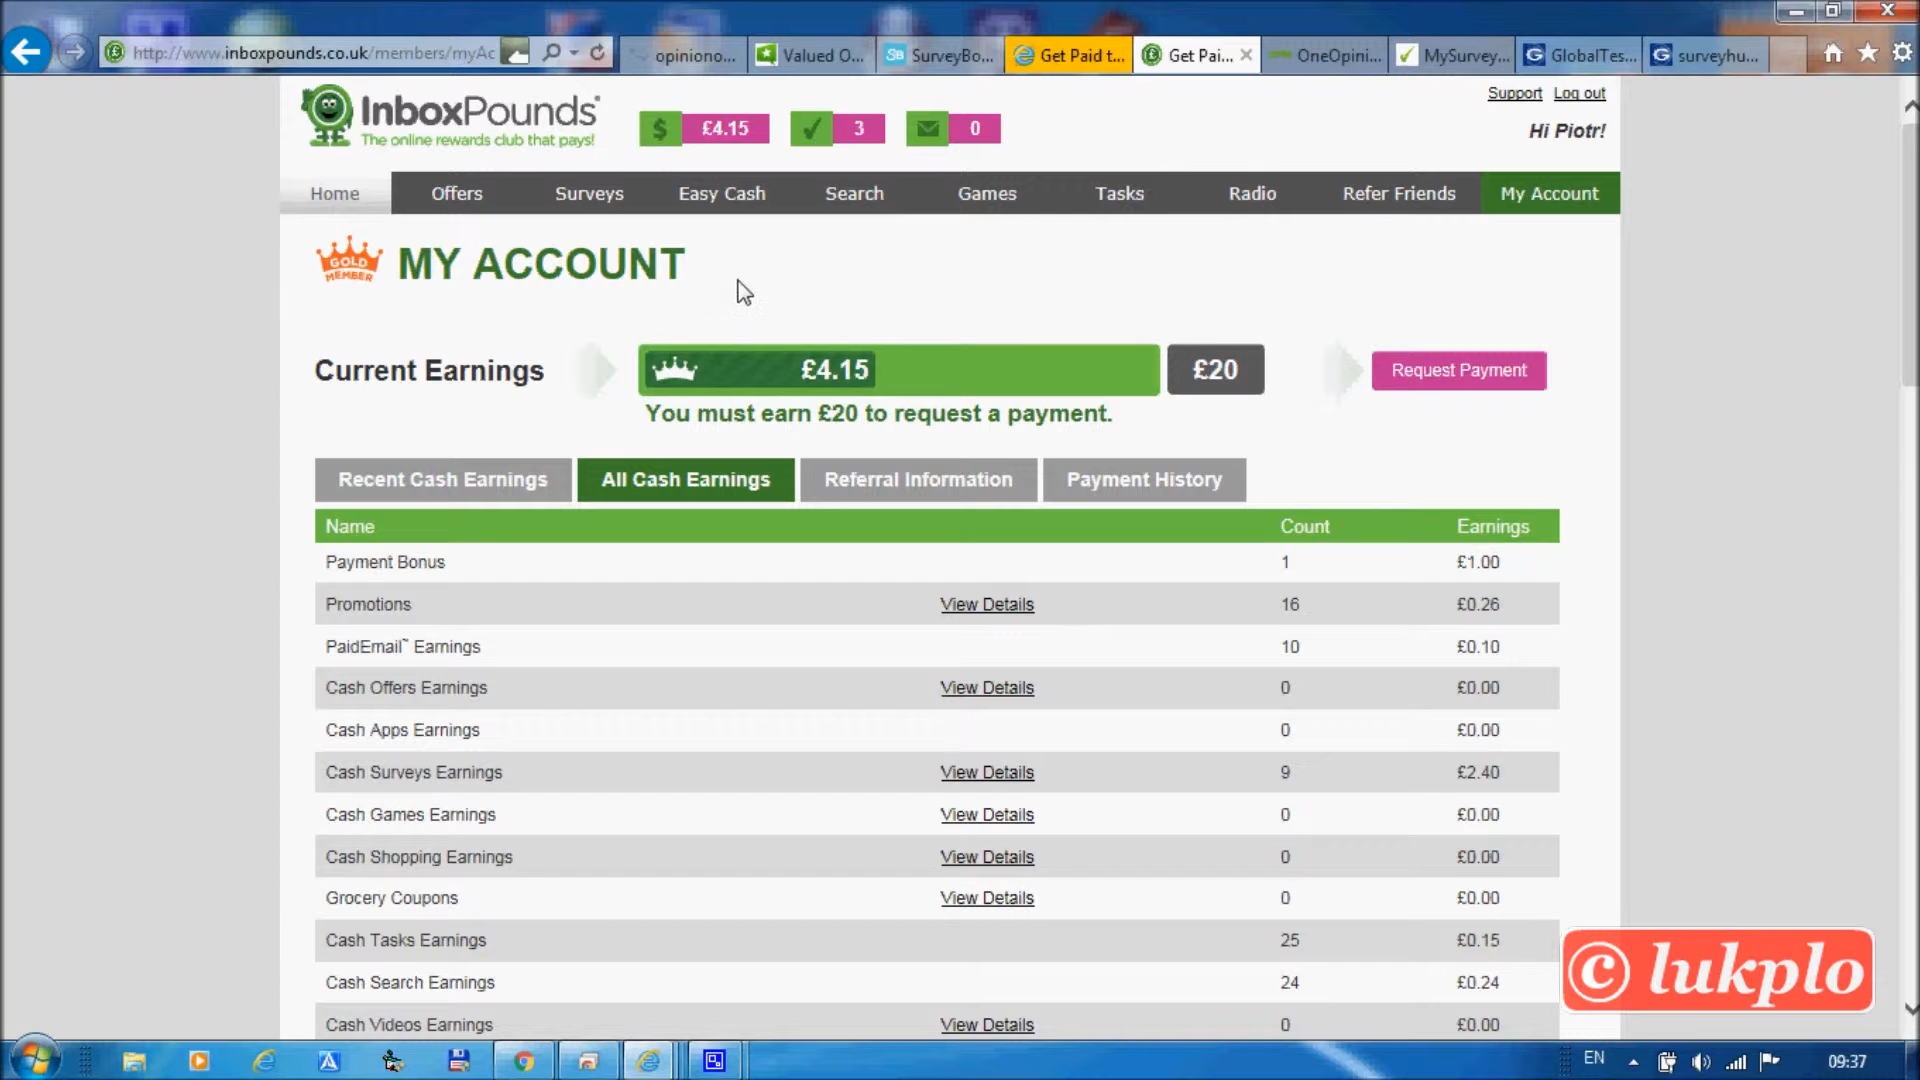 http://www.inboxpounds.co.uk/members/myAc
opiniono...
Valued O...
SB SurveyBo...
Get Paid t...
Get Pai...
OneOpini...
MySurvey...
G GlobalTes...
G surveyhu...
InboxPounds
The online rewards club that pays!
$ £4.15
3
0
Support Log out
Hi Piotr!
Home Offers Surveys Easy Cash Search Games Tasks Radio Refer Friends My Account
GOLD
MEMBER
MY ACCOUNT
Current Earnings £4.15 £20 Request Payment
You must earn £20 to request a payment.
Recent Cash Earnings All Cash Earnings Referral Information Payment History
Name Count Earnings
Payment Bonus 1 £1.00
Promotions View Details 16 £0.26
PaidEmail™ Earnings 10 £0.10
Cash Offers Earnings View Details 0 £0.00
Cash Apps Earnings 0 £0.00
Cash Surveys Earnings View Details 9 £2.40
Cash Games Earnings View Details 0 £0.00
Cash Shopping Earnings View Details 0 £0.00
Grocery Coupons View Details 0 £0.00
Cash Tasks Earnings 25 £0.15
Cash Search Earnings 24 £0.24
Cash Videos Earnings View Details 0 £0.00
© lukplo
EN 09:37